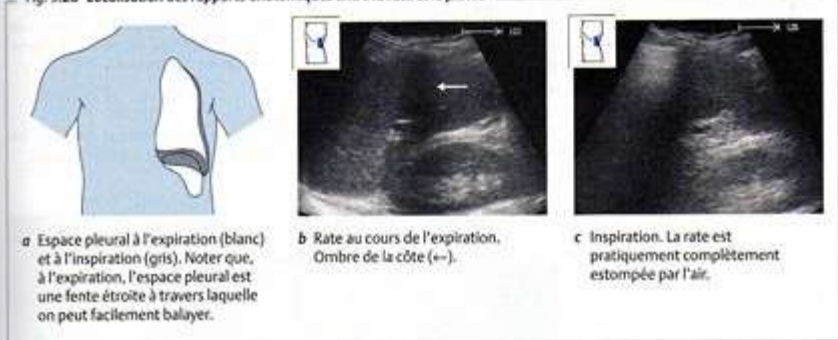 a Espace pleural à l'expiration (blanc)
et à l'inspiration (gris). Noter que,
à l'expiration, l'espace pleural est
une fente étroite à travers laquelle
on peut facilement balayer.
b Rate au cours de l'expiration.
Ombre de la côte (←).
c Inspiration. La rate est
pratiquement complètement
estompée par l'air.